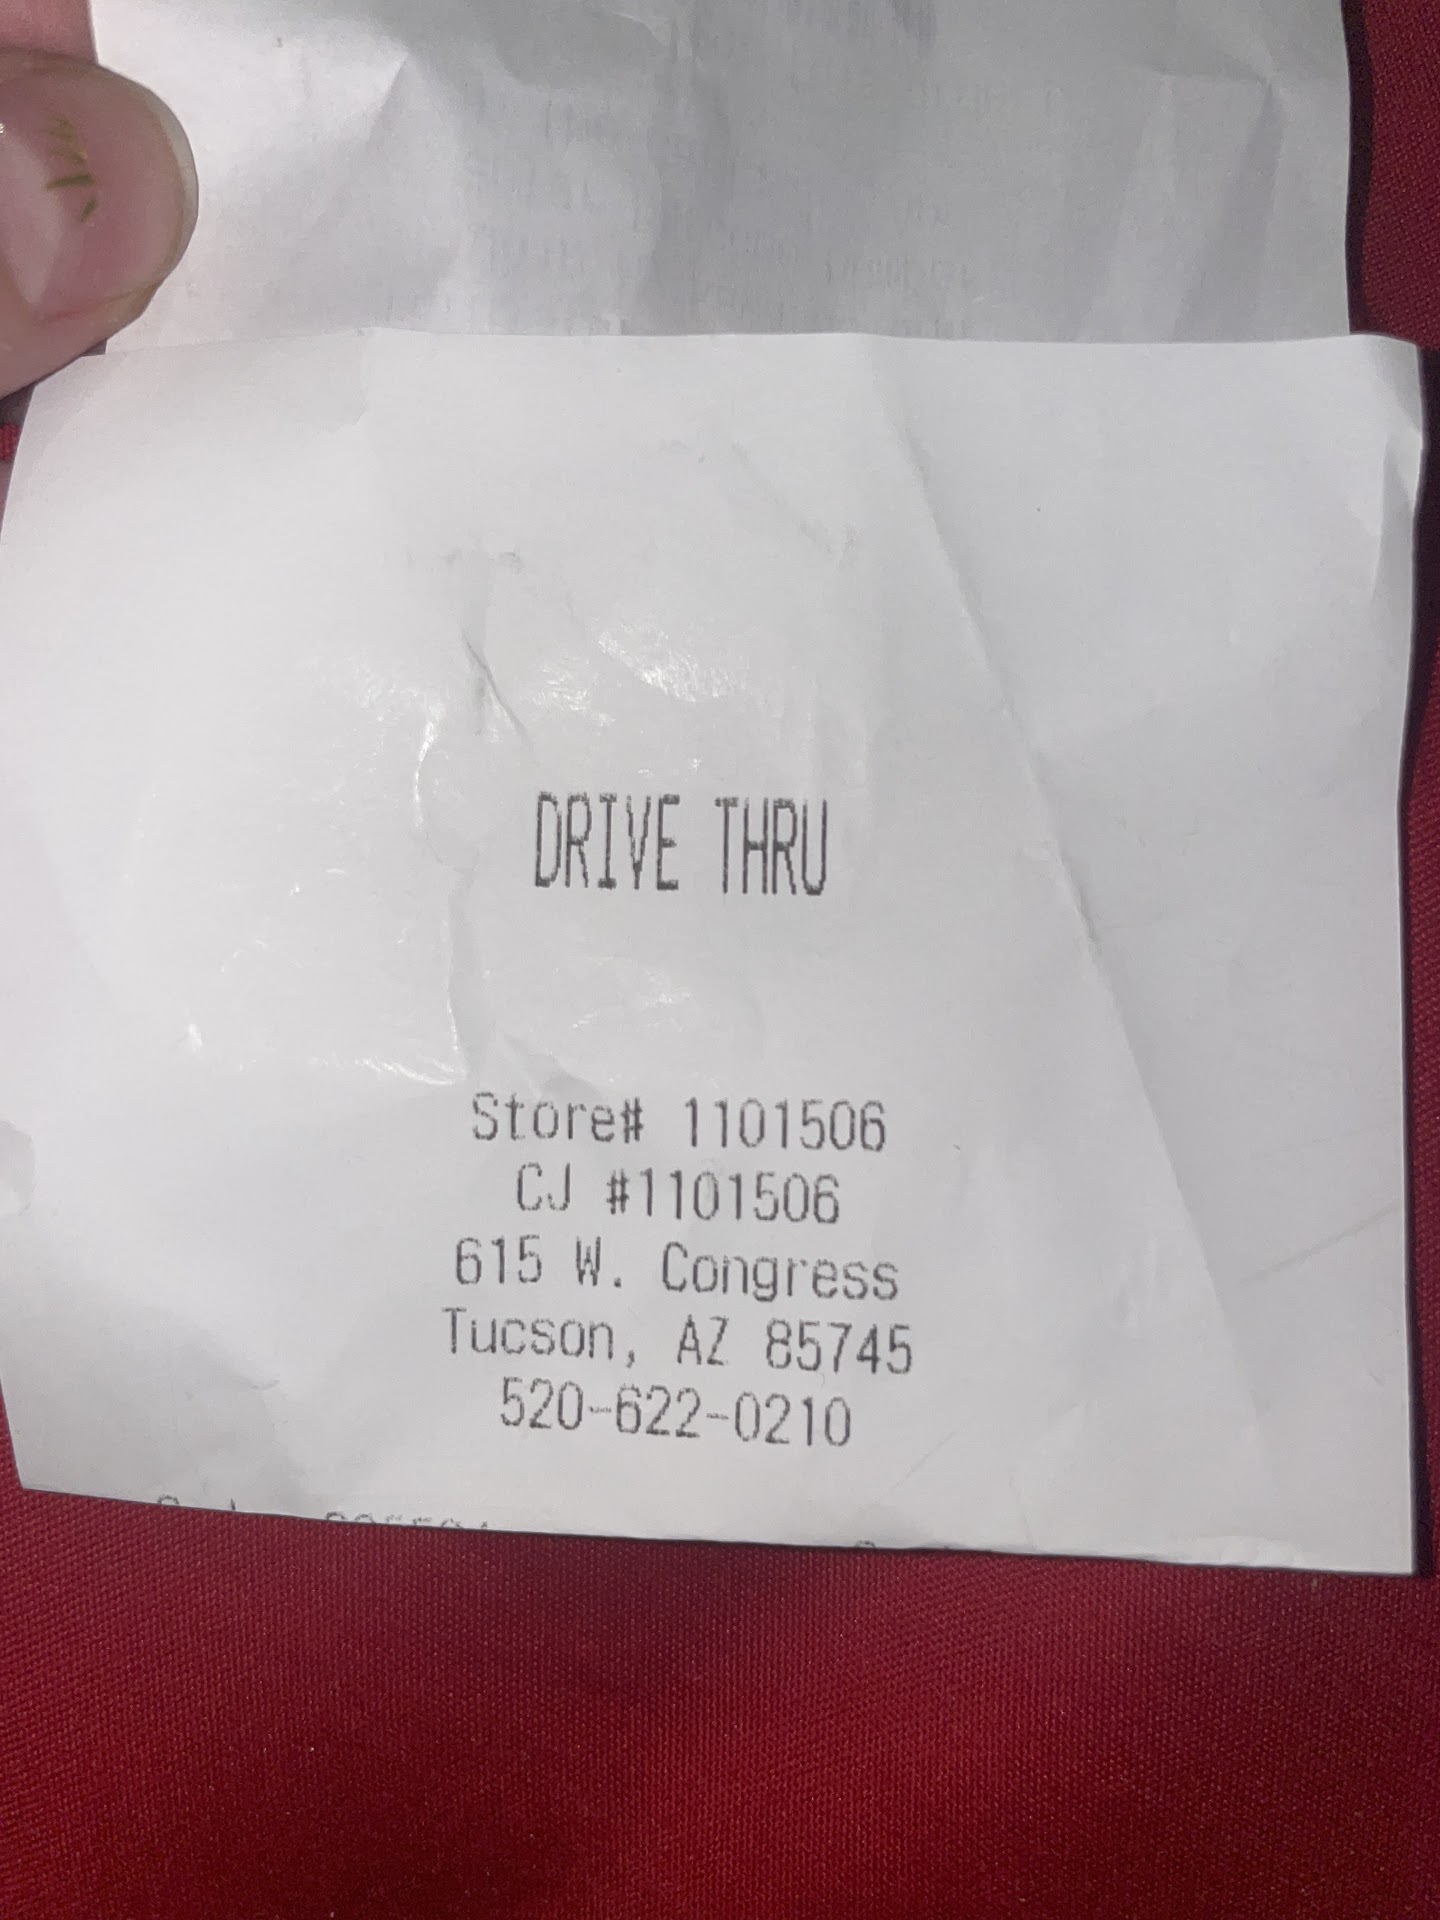 DRIVE THRU
Store# 1101506
CJ #1101506
615 W. Congress
Tucson, AZ 85745
520-622-0210